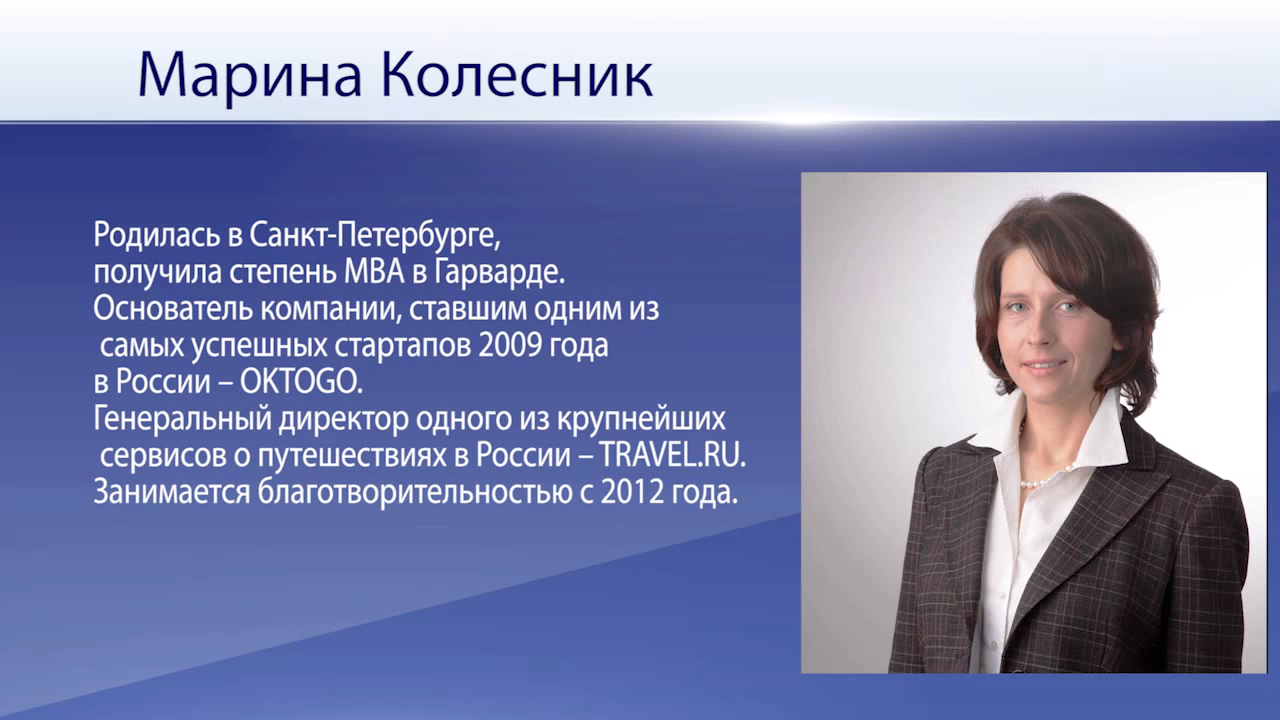 Марина Колесник
Родилась в Санкт-Петербурге,
получила степень MBA в Гарварде.
Основатель компании, ставшим одним из
самых успешных стартапов 2009 года
в России – OKTOGO.
Генеральный директор одного из крупнейших
сервисов о путешествиях в России – TRAVEL.RU.
Занимается благотворительностью с 2012 года.